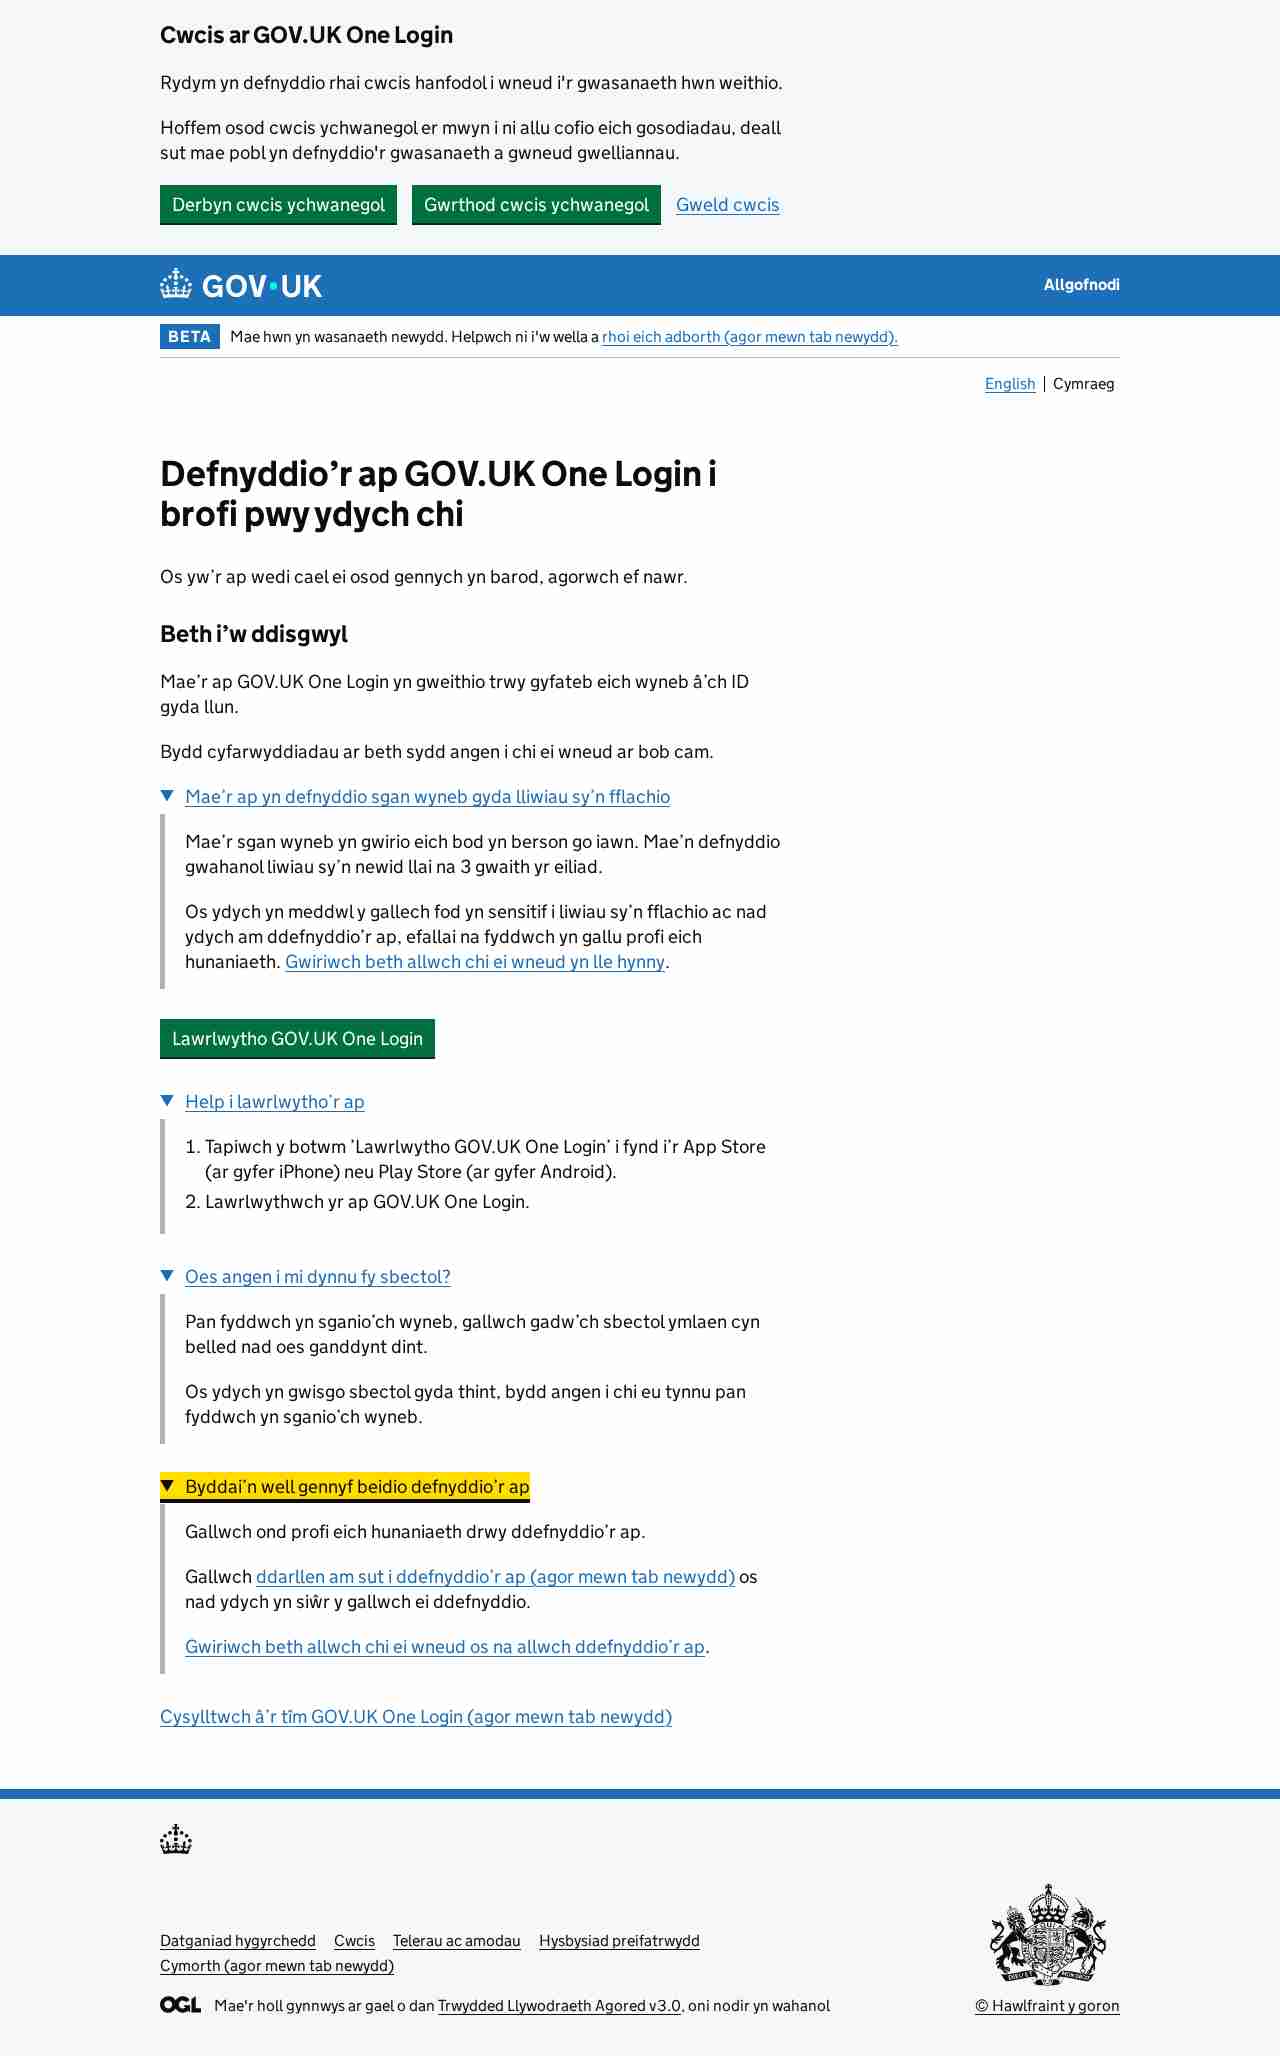 Cwcis ar GOV.UK One Login
Rydym yn defnyddio rhai cwcis hanfodol i wneud i'r gwasanaeth hwn weithio.
Hoffem osod cwcis ychwanegol er mwyn i ni allu cofio eich gosodiadau, deall
sut mae pobl yn defnyddio'r gwasanaeth a gwneud gwelliannau.
Derbyn cwcis ychwanegol Gwrthod cwcis ychwanegol Gweld cwcis
GOV·UK Allgofnodi
BETA Mae hwn yn wasanaeth newydd. Helpwch ni i'w wella a rhoi eich adborth (agor mewn tab newydd).
English | Cymraeg
Defnyddio’r ap GOV.UK One Login i
brofi pwy ydych chi
Os yw’r ap wedi cael ei osod gennych yn barod, agorwch ef nawr.
Beth i’w ddisgwyl
Mae’r ap GOV.UK One Login yn gweithio trwy gyfateb eich wyneb â’ch ID
gyda llun.
Bydd cyfarwyddiadau ar beth sydd angen i chi ei wneud ar bob cam.
▼ Mae’r ap yn defnyddio sgan wyneb gyda lliwiau sy’n fflachio
Mae’r sgan wyneb yn gwirio eich bod yn berson go iawn. Mae’n defnyddio
gwahanol liwiau sy’n newid llai na 3 gwaith yr eiliad.
Os ydych yn meddwl y gallech fod yn sensitif i liwiau sy’n fflachio ac nad
ydych am ddefnyddio’r ap, efallai na fyddwch yn gallu profi eich
hunaniaeth. Gwiriwch beth allwch chi ei wneud yn lle hynny.
Lawrlwytho GOV.UK One Login
▼ Help i lawrlwytho’r ap
1. Tapiwch y botwm ’Lawrlwytho GOV.UK One Login’ i fynd i’r App Store
(ar gyfer iPhone) neu Play Store (ar gyfer Android).
2. Lawrlwythwch yr ap GOV.UK One Login.
▼ Oes angen i mi dynnu fy sbectol?
Pan fyddwch yn sganio’ch wyneb, gallwch gadw’ch sbectol ymlaen cyn
belled nad oes ganddynt dint.
Os ydych yn gwisgo sbectol gyda thint, bydd angen i chi eu tynnu pan
fyddwch yn sganio’ch wyneb.
▼ Byddai’n well gennyf beidio defnyddio’r ap
Gallwch ond profi eich hunaniaeth drwy ddefnyddio’r ap.
Gallwch ddarllen am sut i ddefnyddio’r ap (agor mewn tab newydd) os
nad ydych yn siŵr y gallwch ei ddefnyddio.
Gwiriwch beth allwch chi ei wneud os na allwch ddefnyddio’r ap.
Cysylltwch â’r tîm GOV.UK One Login (agor mewn tab newydd)
Datganiad hygyrchedd Cwcis Telerau ac amodau Hysbysiad preifatrwydd
Cymorth (agor mewn tab newydd)
OGL Mae'r holl gynnwys ar gael o dan Trwydded Llywodraeth Agored v3.0, oni nodir yn wahanol
© Hawlfraint y goron